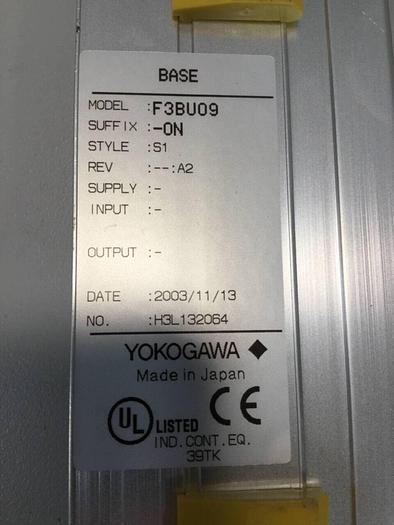 BASE
MODEL :F3BU09
SUFFIX :-0N
STYLE :S1
REV :--:A2
SUPPLY :-
INPUT :-
OUTPUT :-
DATE :2003/11/13
NO. :H3L132064
YOKOGAWA
Made in Japan
UL LISTED CE
IND.CONT.EQ.
39TK